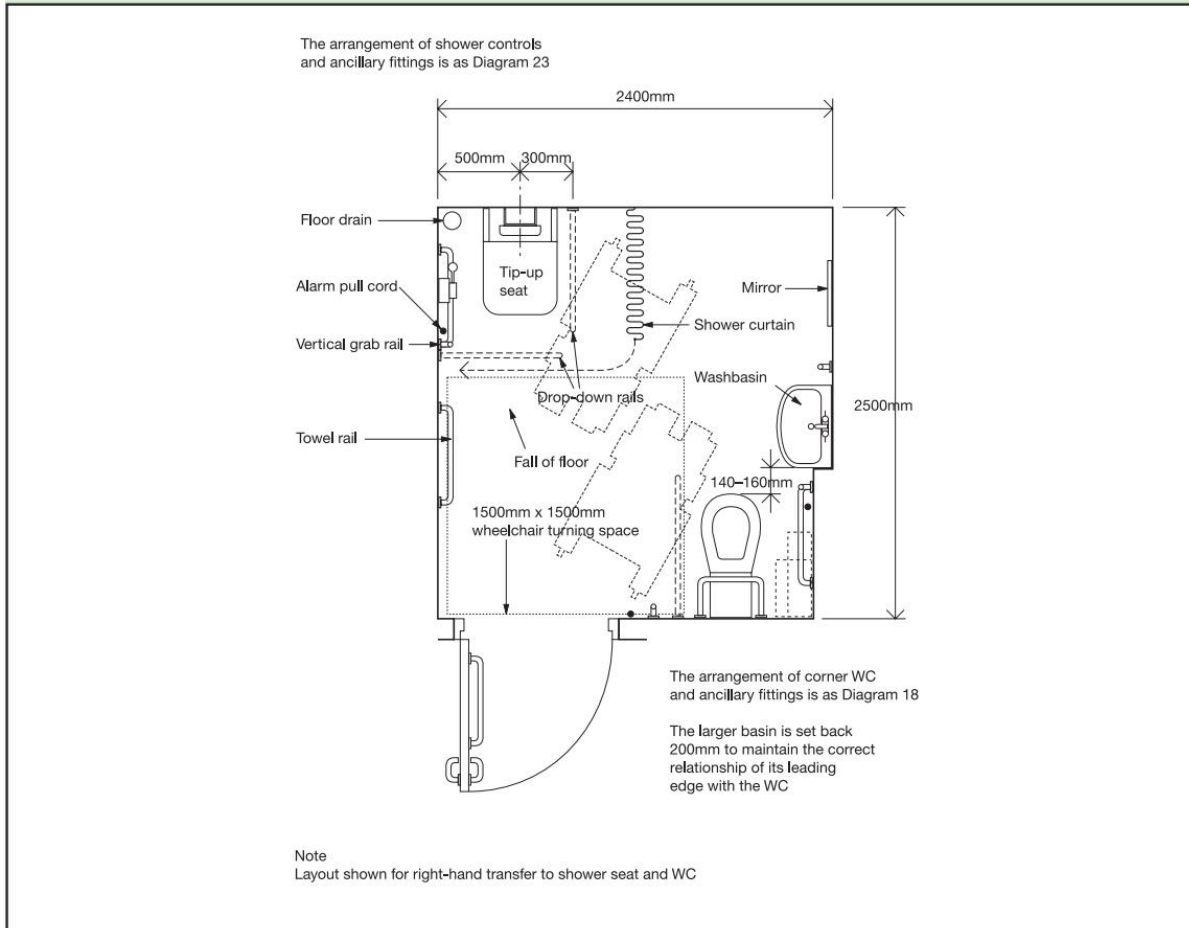 The arrangement of shower controls
and ancillary fittings is as Diagram 23
2400mm
500mm
300mm
Floor drain
Tip-up
seat
Alarm pull cord
Mirror
Shower curtain
Vertical grab rail
Washbasin
Drop-down rails
2500mm
Towel rail
Fall of floor
140–160mm
1500mm x 1500mm
wheelchair turning space
The arrangement of corner WC
and ancillary fittings is as Diagram 18
The larger basin is set back
200mm to maintain the correct
relationship of its leading
edge with the WC
Note
Layout shown for right-hand transfer to shower seat and WC